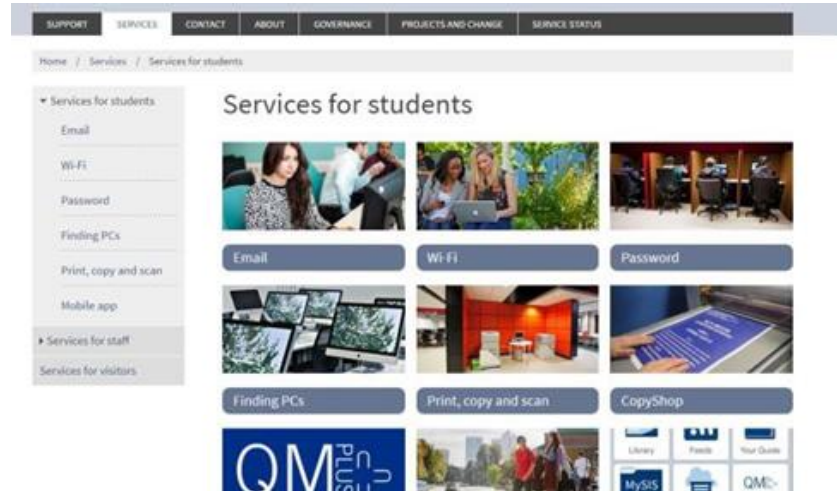 SUPPORT SERVICES CONTACT ABOUT GOVERNANCE PROJECTS AND CHANGE SERVICE STATUS
Home / Services / Services for students
Services for students
Email
Wi-Fi
Password
Finding PCs
Print, copy and scan
Mobile app
Services for staff
Services for visitors
Services for students
Email Wi-Fi Password
Finding PCs Print, copy and scan CopyShop
QM PLUS
Library Feeds Your Guide
MySIS QM